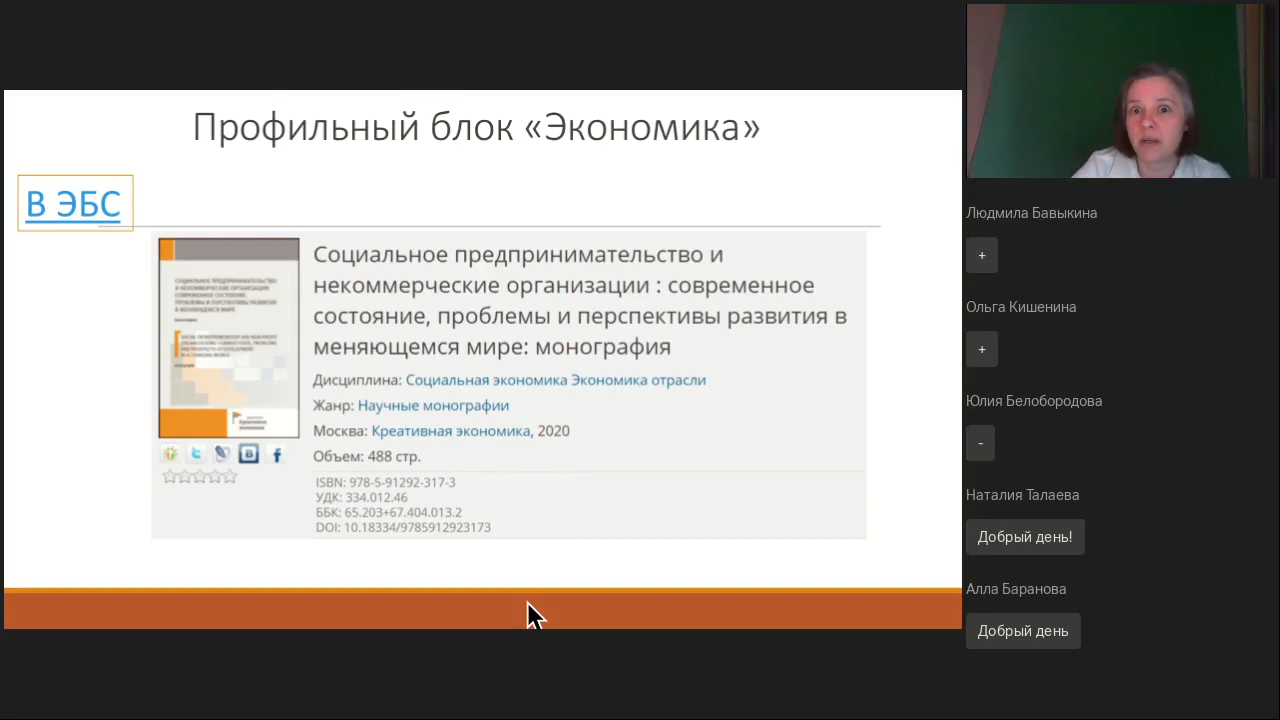 Профильный блок «Экономика»
В ЭБС
Социальное предпринимательство и
некоммерческие организации : современное
состояние, проблемы и перспективы развития в
меняющемся мире: монография
Дисциплина: Социальная экономика Экономика отрасли
Жанр: Научные монографии
Москва: Креативная экономика, 2020
Объем: 488 стр.
ISBN: 978-5-91292-317-3
УДК: 334.012.46
ББК: 65.203+67.404.013.2
DOI: 10.18334/9785912923173
Людмила Бавыкина
+
Ольга Кишенина
+
Юлия Белобородова
-
Наталия Талаева
Добрый день!
Алла Баранова
Добрый день